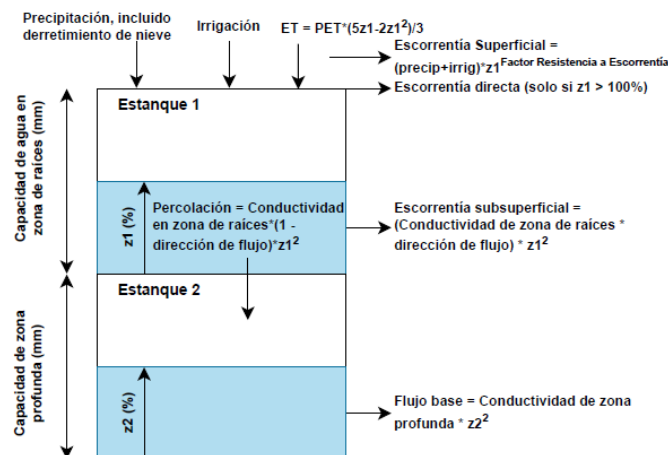 Precipitación, incluido
derretimiento de nieve
Irrigación
ET = PET*(5z1-2z1²)/3
Escorrentía Superficial =
(precip+irrig)*z1^Factor Resistencia a Escorrentía
Escorrentía directa (solo si z1 > 100%)
Estanque 1
Capacidad de agua en
zona de raíces (mm)
z1 (%)
Percolación = Conductividad
en zona de raíces*(1 -
dirección de flujo)*z1²
Escorrentía subsuperficial =
(Conductividad de zona de raíces *
dirección de flujo) * z1²
Estanque 2
Capacidad de zona
profunda (mm)
z2 (%)
Flujo base = Conductividad de zona
profunda * z2²